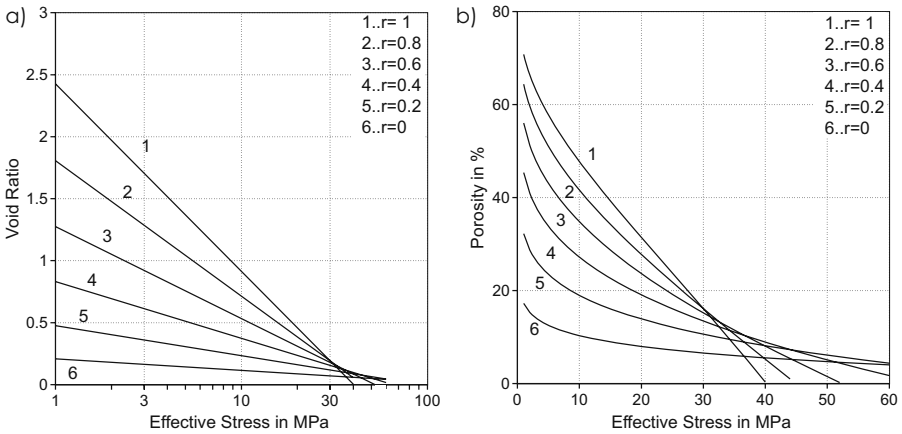 a)
3
2.5
2
1.5
1
0.5
0
Void Ratio
1..r= 1
2..r=0.8
3..r=0.6
4..r=0.4
5..r=0.2
6..r=0
1
2
3
4
5
6
1
3
10
30
100
Effective Stress in MPa
b)
80
60
40
20
0
Porosity in %
1..r= 1
2..r=0.8
3..r=0.6
4..r=0.4
5..r=0.2
6..r=0
1
2
3
4
5
6
0
10
20
30
40
50
60
Effective Stress in MPa